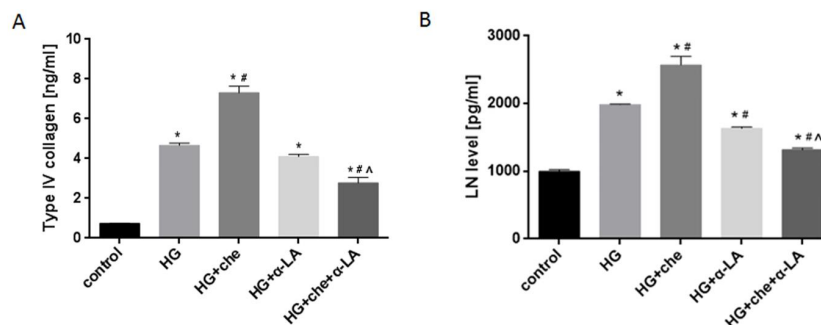 A
Type IV collagen [ng/ml]
10
8
6
4
2
0
*
* #
*
* # ^
control
HG
HG+che
HG+α-LA
HG+che+α-LA
B
LN level [pg/ml]
3000
2000
1000
0
*
* #
* #
* # ^
control
HG
HG+che
HG+α-LA
HG+che+α-LA